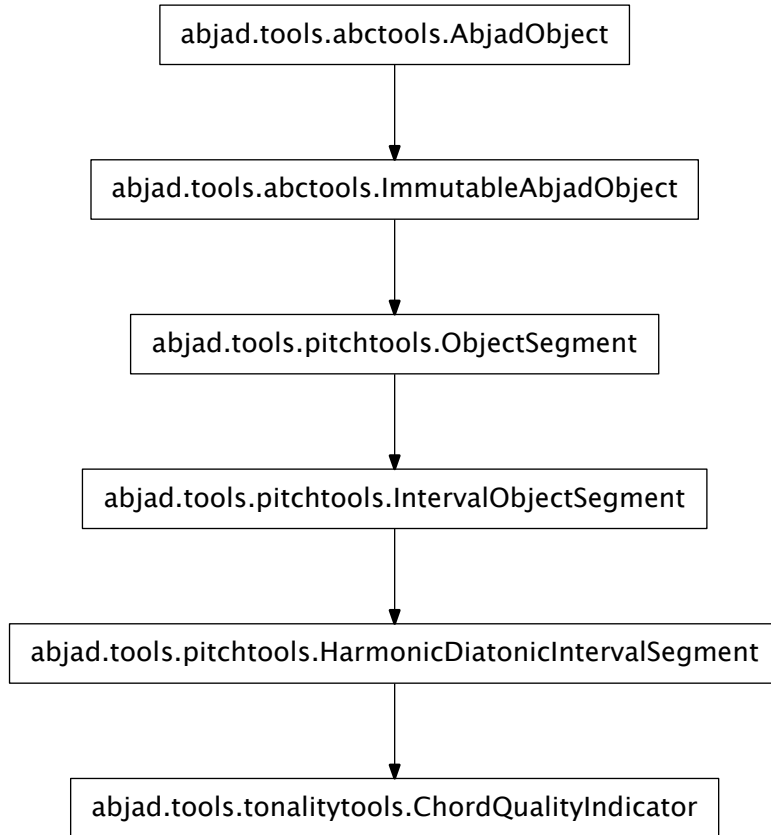 abjad.tools.abctools.AbjadObject
abjad.tools.abctools.ImmutableAbjadObject
abjad.tools.pitchtools.ObjectSegment
abjad.tools.pitchtools.IntervalObjectSegment
abjad.tools.pitchtools.HarmonicDiatonicIntervalSegment
abjad.tools.tonalitytools.ChordQualityIndicator